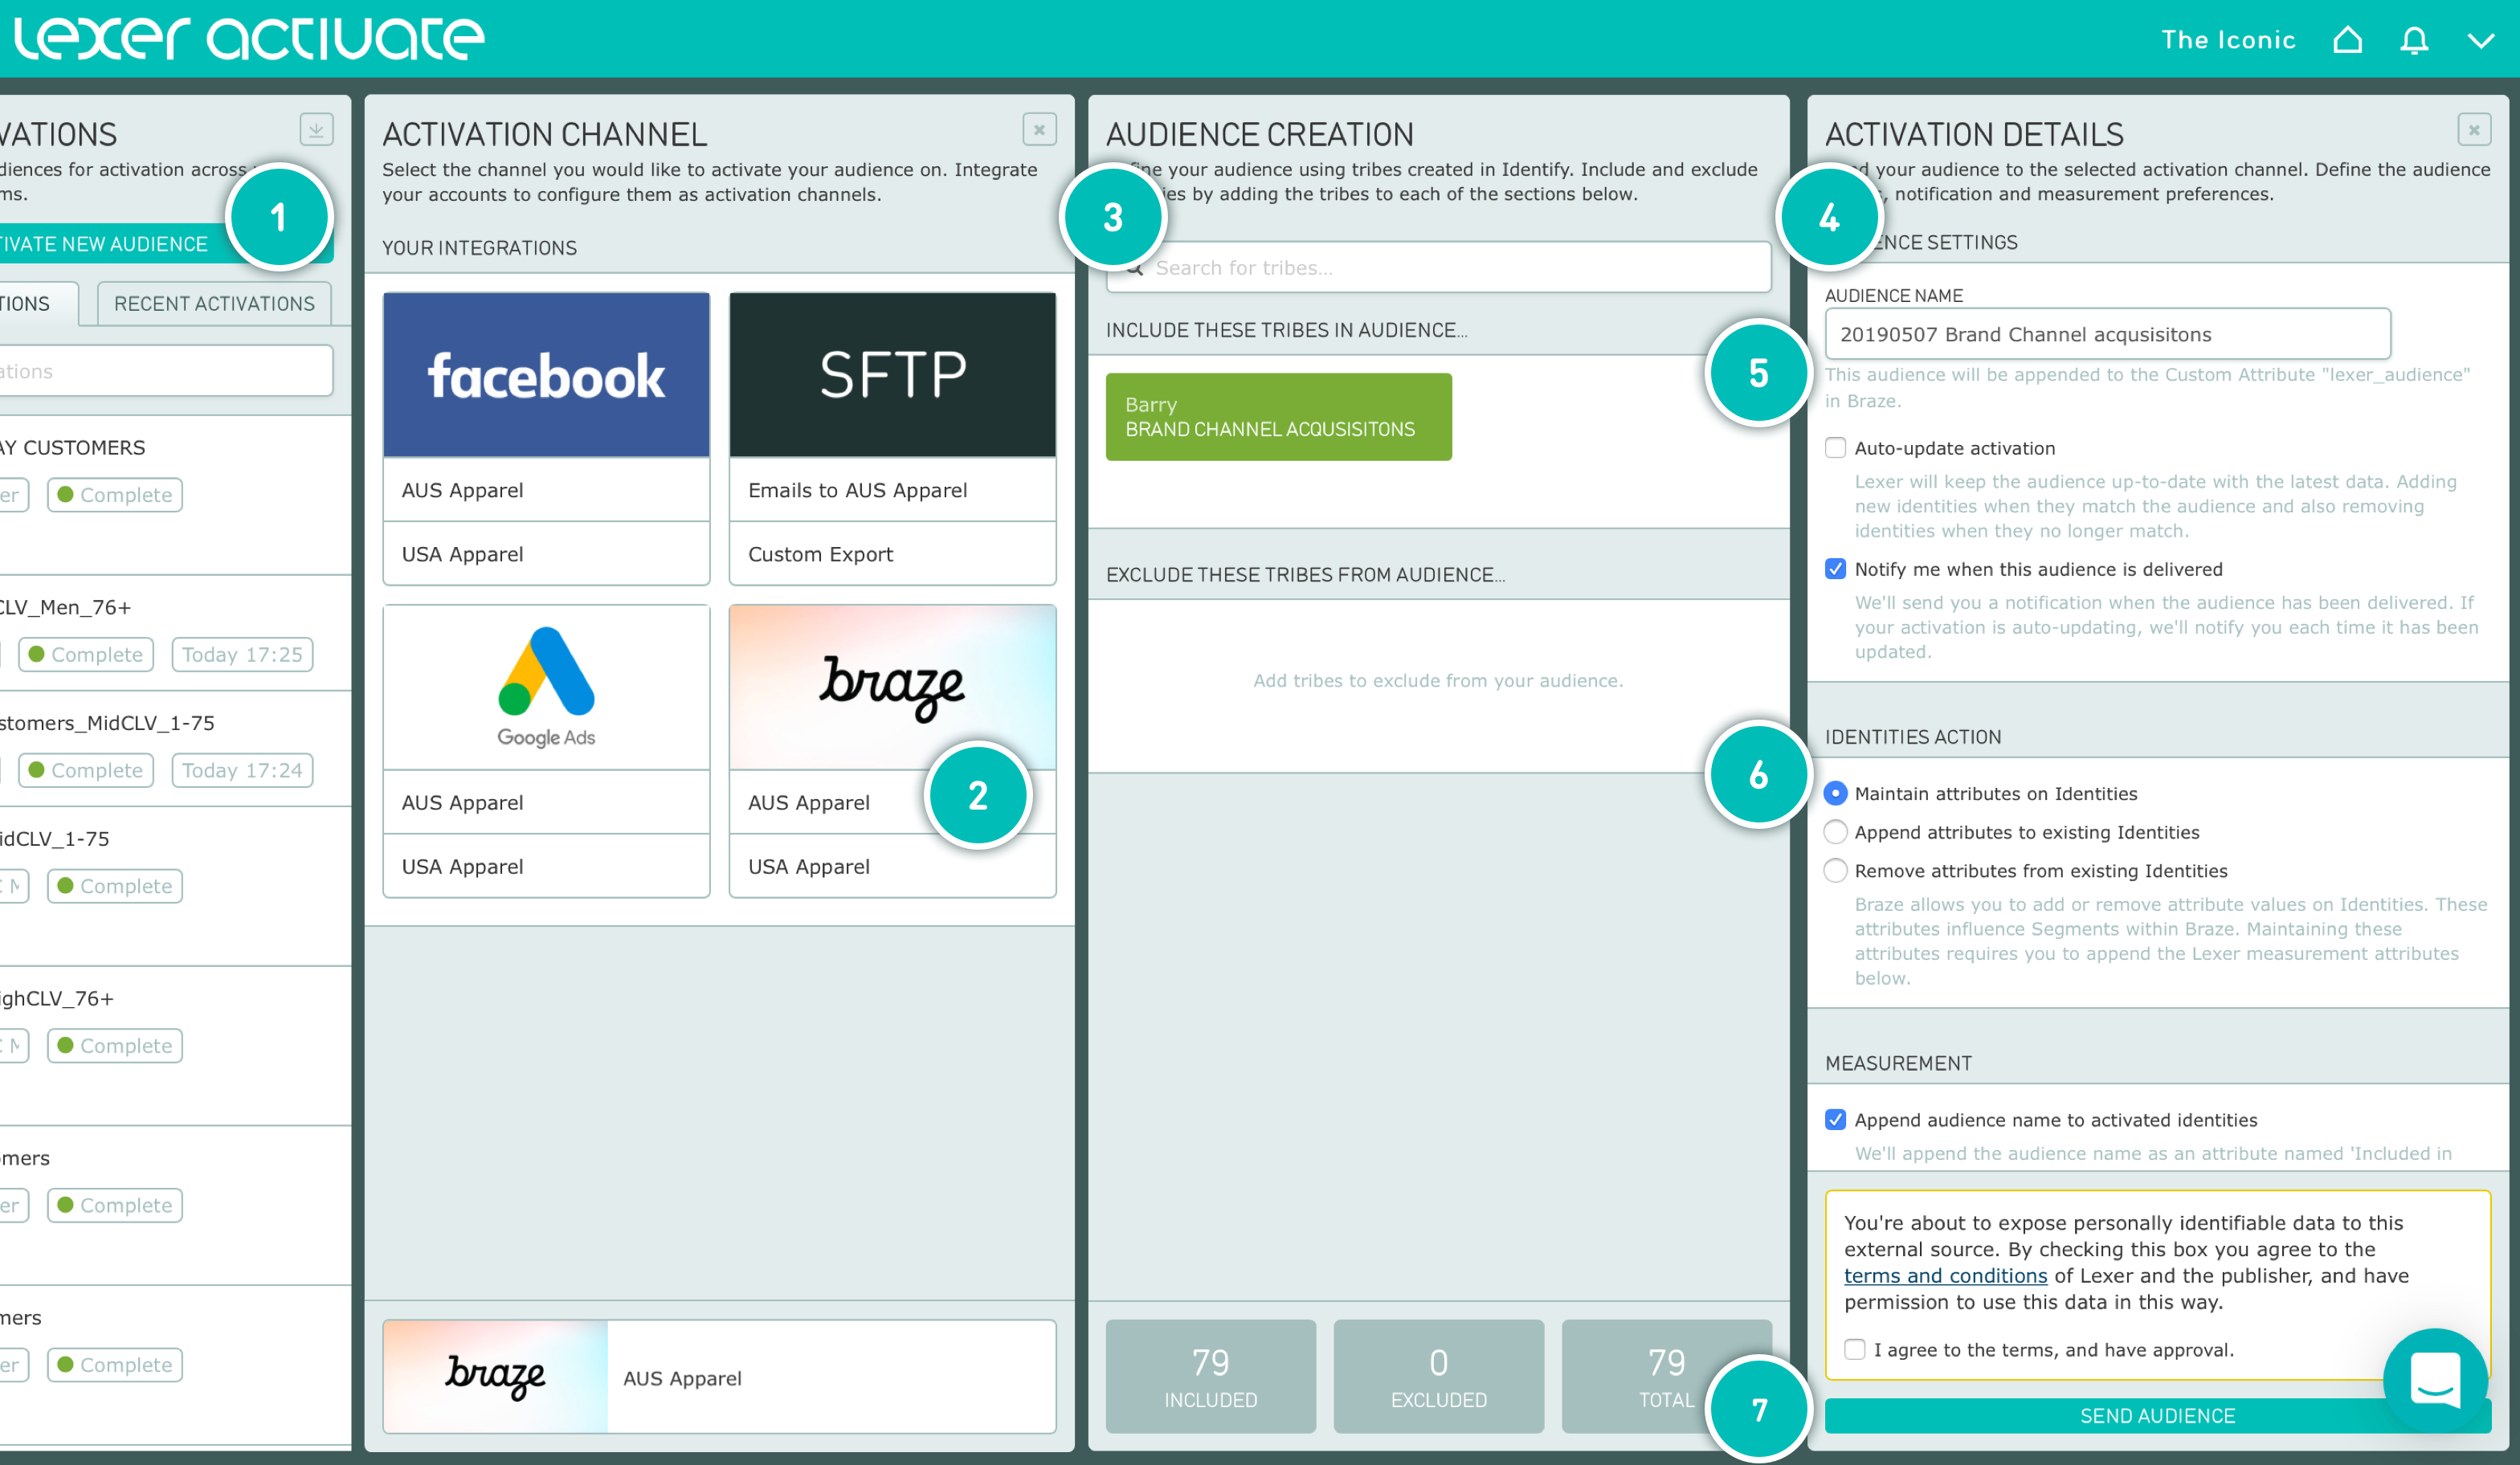 Lexer activate
The Iconic
VATIONS
diences for activation across
ms.
1
TIVATE NEW AUDIENCE
TIONS
RECENT ACTIVATIONS
ations
AY CUSTOMERS
er
Complete
CLV_Men_76+
Complete
Today 17:25
stomers_MidCLV_1-75
Complete
Today 17:24
idCLV_1-75
Complete
ighCLV_76+
Complete
omers
er
Complete
mers
er
Complete
ACTIVATION CHANNEL
Select the channel you would like to activate your audience on. Integrate
your accounts to configure them as activation channels.
YOUR INTEGRATIONS
facebook
AUS Apparel
USA Apparel
SFTP
Emails to AUS Apparel
Custom Export
Google Ads
AUS Apparel
USA Apparel
braze
2
AUS Apparel
USA Apparel
braze
AUS Apparel
AUDIENCE CREATION
fine your audience using tribes created in Identify. Include and exclude
ies by adding the tribes to each of the sections below.
3
Search for tribes...
INCLUDE THESE TRIBES IN AUDIENCE...
5
Barry
BRAND CHANNEL ACQUSISITONS
EXCLUDE THESE TRIBES FROM AUDIENCE...
Add tribes to exclude from your audience.
6
79
INCLUDED
0
EXCLUDED
79
TOTAL
7
ACTIVATION DETAILS
d your audience to the selected activation channel. Define the audience
, notification and measurement preferences.
4
ENCE SETTINGS
AUDIENCE NAME
20190507 Brand Channel acqusisitons
This audience will be appended to the Custom Attribute "lexer_audience"
in Braze.
Auto-update activation
Lexer will keep the audience up-to-date with the latest data. Adding
new identities when they match the audience and also removing
identities when they no longer match.
Notify me when this audience is delivered
We'll send you a notification when the audience has been delivered. If
your activation is auto-updating, we'll notify you each time it has been
updated.
IDENTITIES ACTION
Maintain attributes on Identities
Append attributes to existing Identities
Remove attributes from existing Identities
Braze allows you to add or remove attribute values on Identities. These
attributes influence Segments within Braze. Maintaining these
attributes requires you to append the Lexer measurement attributes
below.
MEASUREMENT
Append audience name to activated identities
We'll append the audience name as an attribute named 'Included in
You're about to expose personally identifiable data to this
external source. By checking this box you agree to the
terms and conditions of Lexer and the publisher, and have
permission to use this data in this way.
I agree to the terms, and have approval.
SEND AUDIENCE